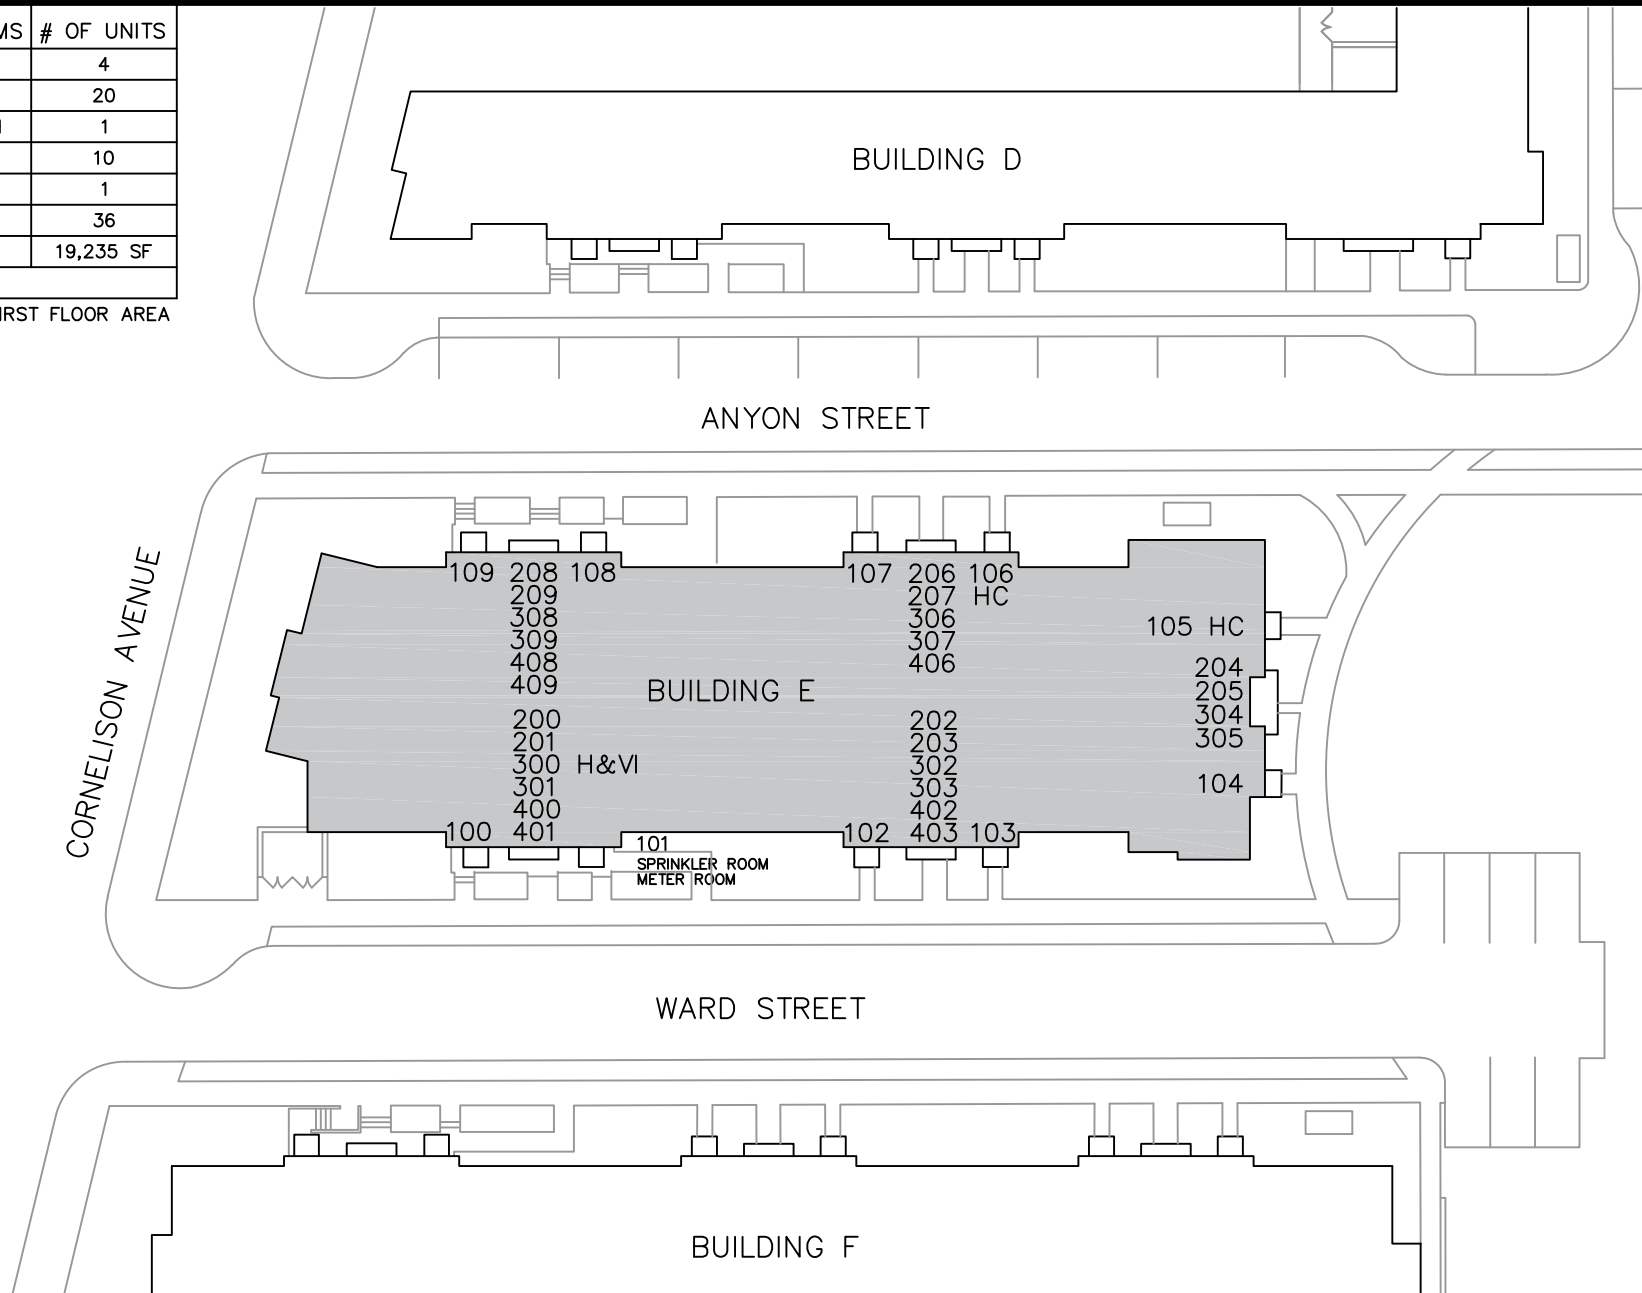 # OF UNITS
4
20
1
10
1
36
19,235 SF
FLOOR AREA
BUILDING D
ANYON STREET
CORNELISON AVENUE
109 208 108
209
308
309
408
409
107 206 106
207 HC
306
307
406
105 HC
204
205
304
305
104
BUILDING E
200
201
300 H&VI
301
400
100 401
101
SPRINKLER ROOM
METER ROOM
202
203
302
303
402
102 403 103
WARD STREET
BUILDING F